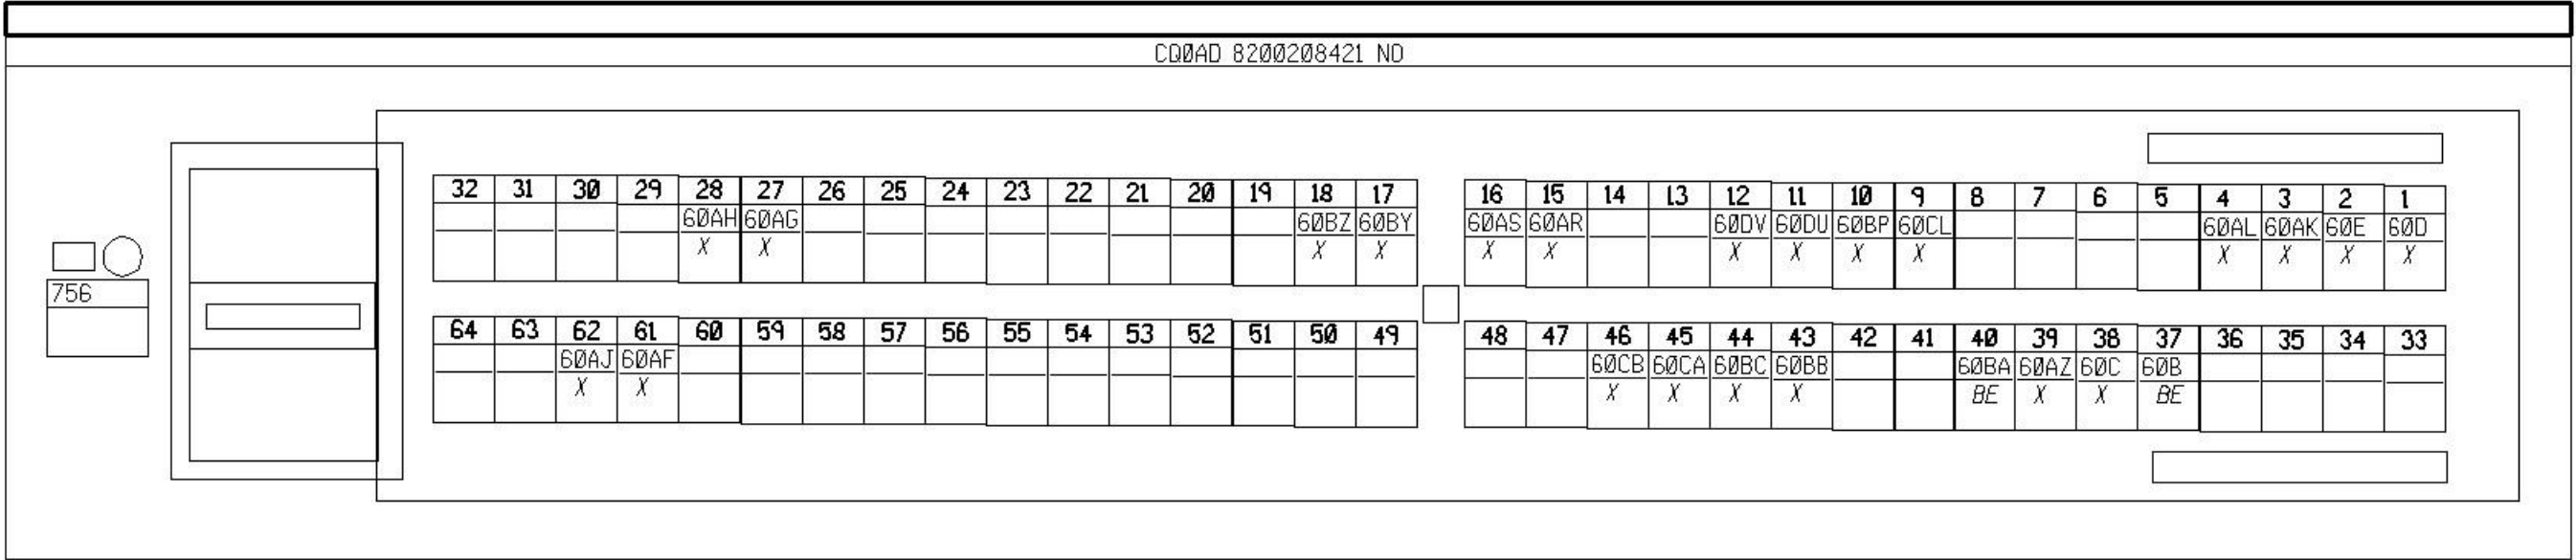 CQ0AD 8200208421 NO
32 31 30 29 28 27 26 25 24 23 22 21 20 19 18 17 16 15 14 13 12 11 10 9 8 7 6 5 4 3 2 1
60AH 60AG 60BZ 60BY 60AS 60AR 60DV 60DU 60BP 60CL 60AL 60AK 60E 60D
X X X X X X X X X X X X X X
756
64 63 62 61 60 59 58 57 56 55 54 53 52 51 50 49 48 47 46 45 44 43 42 41 40 39 38 37 36 35 34 33
60AJ 60AF 60CB 60CA 60BC 60BB 60BA 60AZ 60C 60B
X X X X X X BE X X BE